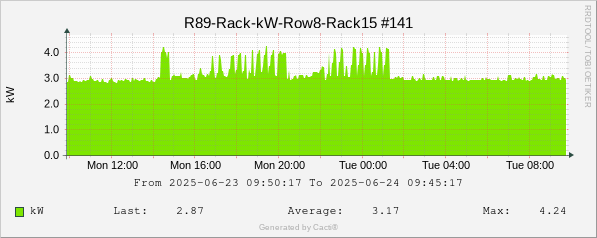 R89-Rack-kW-Row8-Rack15 #141
RRDTOOL / TOBI OETIKER
kW
4.0
3.0
2.0
1.0
0.0
Mon 12:00 Mon 16:00 Mon 20:00 Tue 00:00 Tue 04:00 Tue 08:00
From 2025-06-23 09:50:17 To 2025-06-24 09:45:17
kW Last: 2.87 Average: 3.17 Max: 4.24
Generated by Cacti®